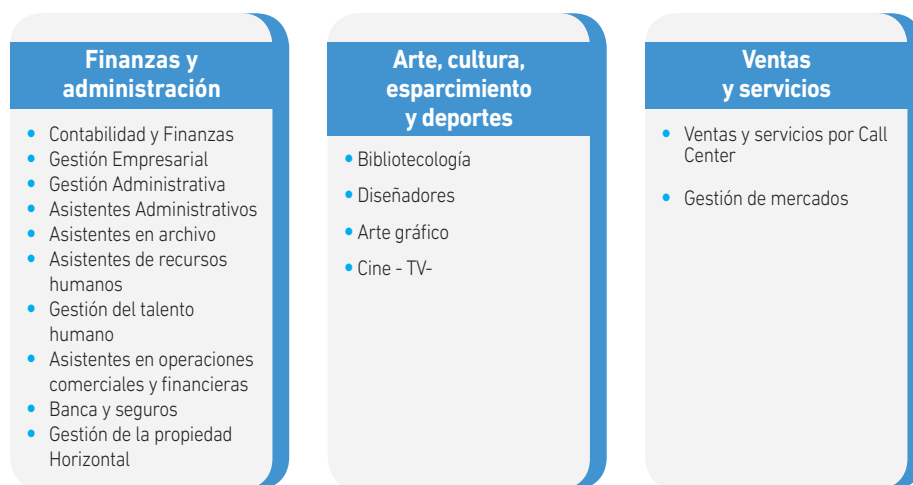 Finanzas y
administración
• Contabilidad y Finanzas
• Gestión Empresarial
• Gestión Administrativa
• Asistentes Administrativos
• Asistentes en archivo
• Asistentes de recursos
humanos
• Gestión del talento
humano
• Asistentes en operaciones
comerciales y financieras
• Banca y seguros
• Gestión de la propiedad
Horizontal
Arte, cultura,
esparcimiento
y deportes
• Bibliotecología
• Diseñadores
• Arte gráfico
• Cine - TV-
Ventas
y servicios
• Ventas y servicios por Call
Center
• Gestión de mercados